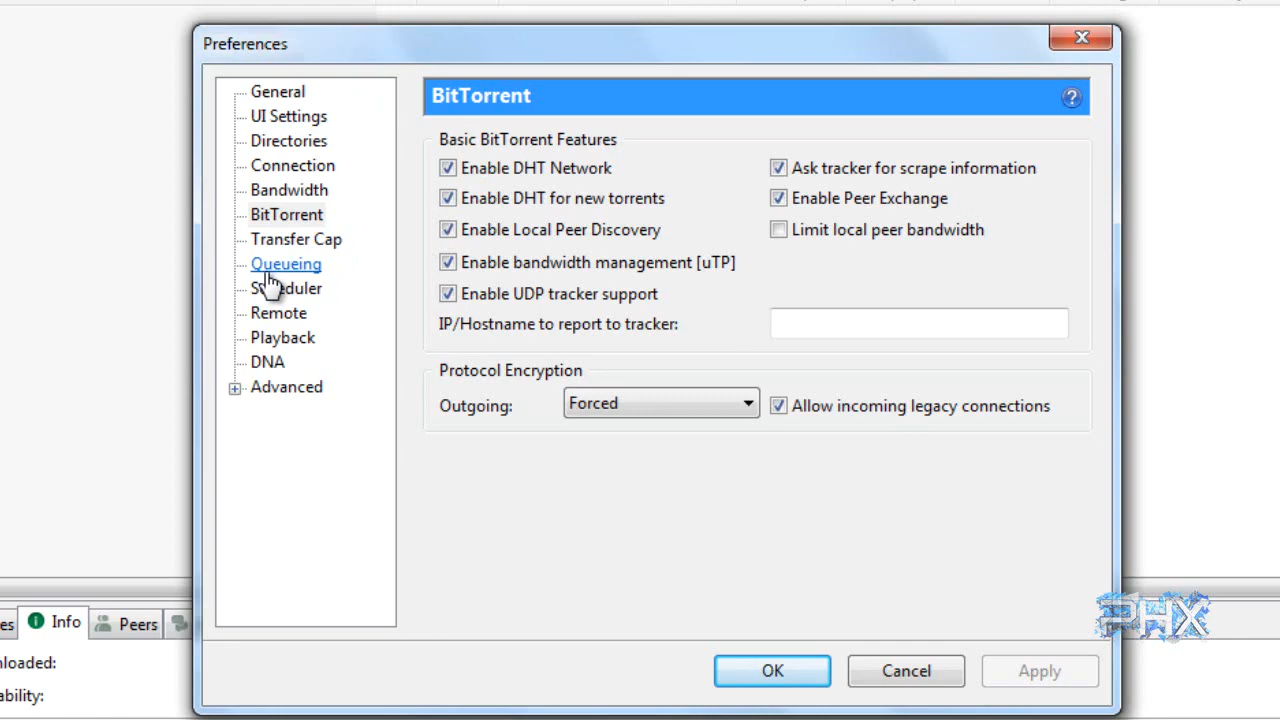 Preferences
General
UI Settings
Directories
Connection
Bandwidth
BitTorrent
Transfer Cap
Queueing
Scheduler
Remote
Playback
DNA
Advanced
BitTorrent
Basic BitTorrent Features
Enable DHT Network
Ask tracker for scrape information
Enable DHT for new torrents
Enable Peer Exchange
Enable Local Peer Discovery
Limit local peer bandwidth
Enable bandwidth management [uTP]
Enable UDP tracker support
IP/Hostname to report to tracker:
Protocol Encryption
Outgoing: Forced
Allow incoming legacy connections
Info
Peers
PHX
OK
Cancel
Apply